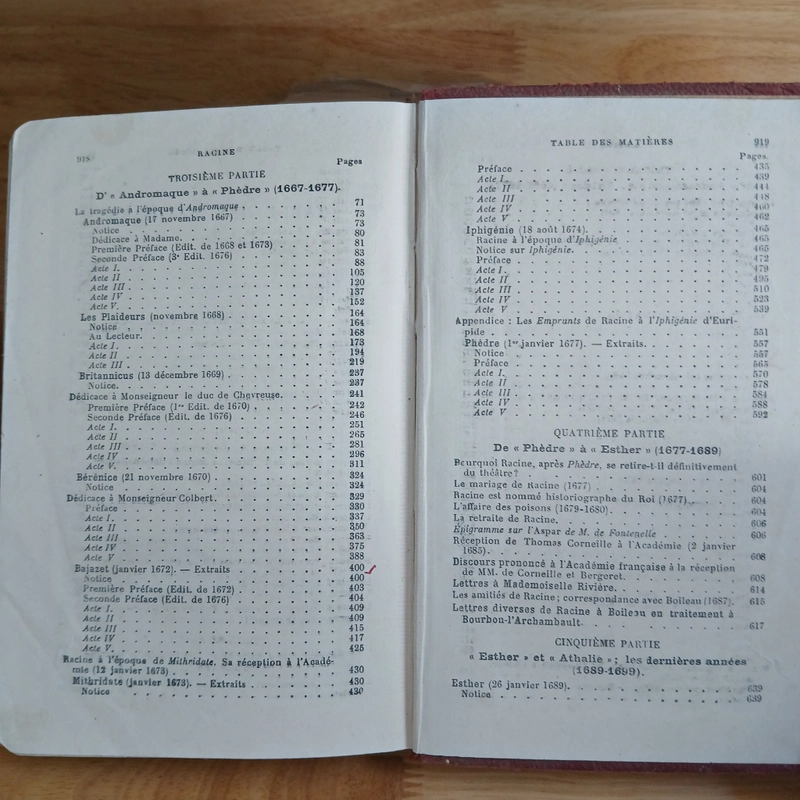 918 RACINE
Pages
TROISIÈME PARTIE
D' « Andromaque » à « Phèdre » (1667-1677).
La tragédie à l'époque d'Andromaque . 71
Andromaque (17 novembre 1667) 73
Notice 73
Dédicace à Madame. 80
Première Préface (Edit. de 1668 et 1673) 81
Seconde Préface (3e Edit. 1676) 83
Acte I. 88
Acte II 105
Acte III 120
Acte IV 137
Acte V. 152
Les Plaideurs (novembre 1668) 164
Notice 164
Au Lecteur. 168
Acte I. 173
Acte II 194
Acte III 219
Britannicus (13 décembre 1669) 237
Notice. 237
Dédicace à Monseigneur le duc de Chevreuse. 241
Première Préface (1re Edit. de 1670) 242
Seconde Préface (Edit. de 1676) 246
Acte I. 251
Acte II 265
Acte III 281
Acte IV 296
Acte V. 311
Bérénice (21 novembre 1670) 324
Notice 324
Dédicace à Monseigneur Colbert. 329
Préface 330
Acte I. 337
Acte II 350
Acte III 363
Acte IV 375
Acte V 388
Bajazet (janvier 1672). — Extraits 400
Notice 400
Première Préface (Edit. de 1672) 403
Seconde Préface (Edit. de 1676) 404
Acte I. 409
Acte II 409
Acte III 415
Acte IV 417
Acte V. 425
Racine à l'époque de Mithridate. Sa réception à l'Acadé-
mie (12 janvier 1673) 430
Mithridate (janvier 1673). — Extraits 430
Notice 430
TABLE DES MATIÈRES 919
Pages.
Préface 435
Acte I. 439
Acte II 444
Acte III 448
Acte IV 460
Acte V 462
Iphigénie (18 août 1674). 465
Racine à l'époque d'Iphigénie 465
Notice sur Iphigénie. 465
Préface 472
Acte I. 479
Acte II 495
Acte III 510
Acte IV 523
Acte V 539
Appendice : Les Emprunts de Racine à l'Iphigénie d'Euri-
pide 551
Phèdre (1er janvier 1677). — Extraits. 557
Notice 557
Préface 565
Acte I. 570
Acte II 578
Acte III 584
Acte IV 588
Acte V 592
QUATRIÈME PARTIE
De « Phèdre » à « Esther » (1677-1689)
Pourquoi Racine, après Phèdre, se retire-t-il définitivement
du théâtre? 601
Le mariage de Racine (1677) 604
Racine est nommé historiographe du Roi (1677). 604
L'affaire des poisons (1679-1680). 604
La retraite de Racine. 606
Épigramme sur l'Aspar de M. de Fontenelle 606
Réception de Thomas Corneille à l'Académie (2 janvier
1685). 608
Discours prononcé à l'Académie française à la réception
de MM. de Corneille et Bergeret. 608
Lettres à Mademoiselle Rivière. 614
Les amitiés de Racine; correspondance avec Boileau (1687). 615
Lettres diverses de Racine à Boileau en traitement à
Bourbon-l'Archambault. 617
CINQUIÈME PARTIE
« Esther » et « Athalie » ; les dernières années
(1689-1699).
Esther (26 janvier 1689). 639
Notice 639